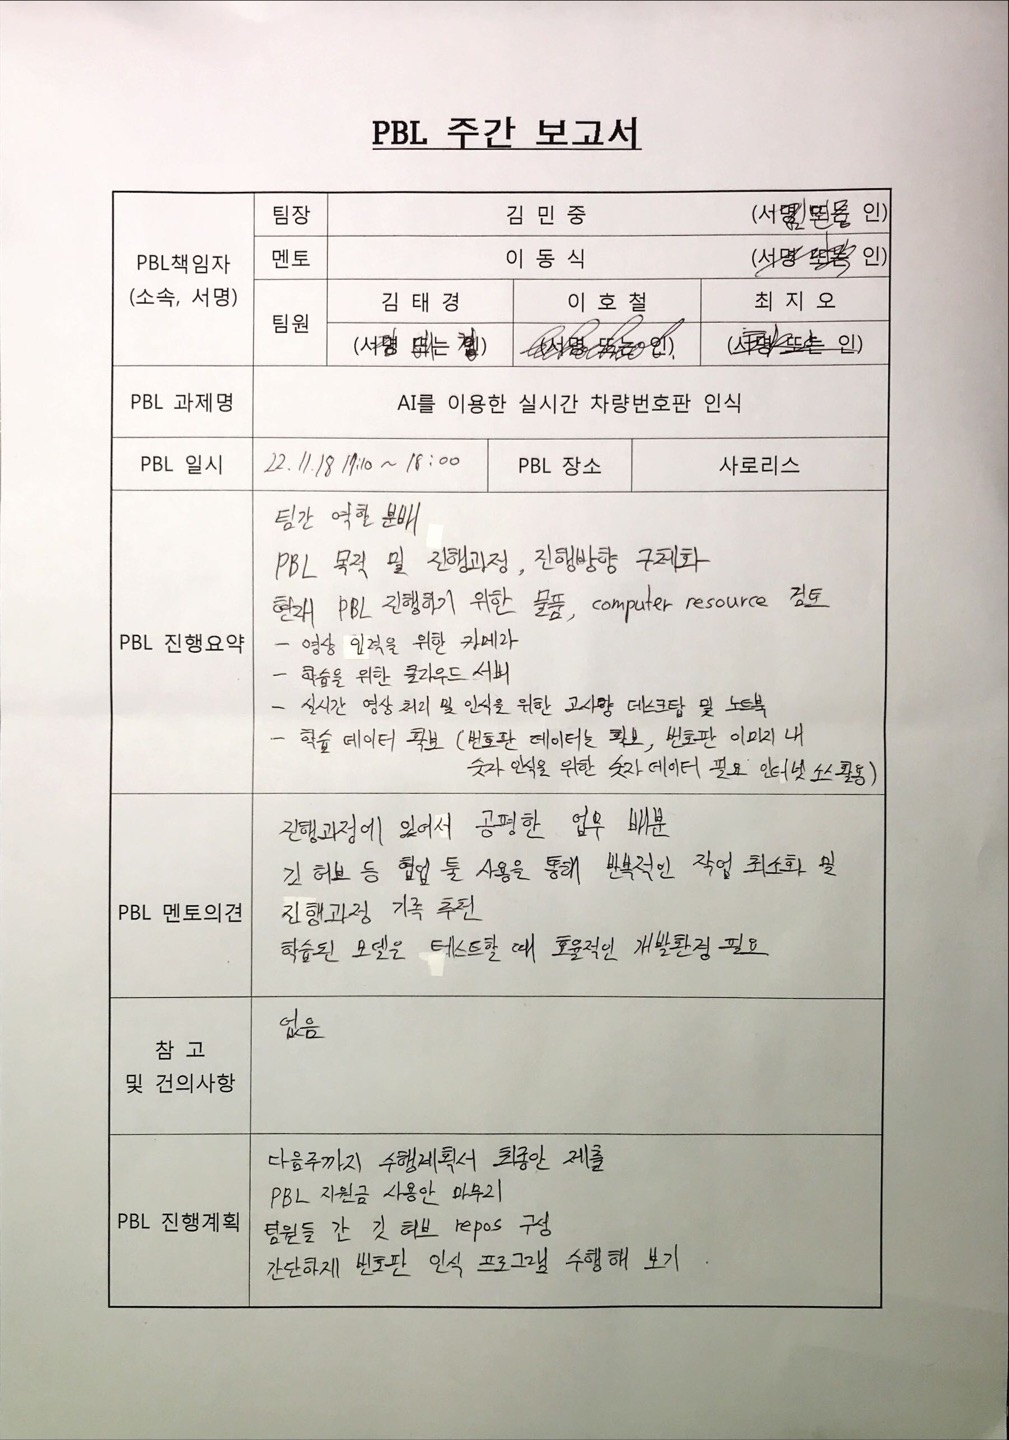 PBL 주간 보고서
PBL책임자
(소속, 서명)
팀장
김 민 중
(서명 또는 인)
멘토
이 동 식
(서명 또는 인)
팀원
김 태 경
이 호 철
최 지 오
(서명 또는 인)
(서명 또는 인)
(서명 또는 인)
PBL 과제명
AI를 이용한 실시간 차량번호판 인식
PBL 일시
22.11.18 17:10 ~ 18:00
PBL 장소
사로리스
PBL 진행요약
팀간 역할 분배
PBL 목적 및 진행과정, 진행방향 구체화
현재 PBL 진행하기 위한 물품, computer resource 검토
- 영상 입력을 위한 카메라
- 학습을 위한 클라우드 서버
- 실시간 영상 처리 및 인식을 위한 고사양 데스크탑 및 노트북
- 학습 데이터 확보 (번호판 데이터는 확보, 번호판 이미지 내
숫자 인식을 위한 숫자 데이터 필요 인터넷 소스 활용)
PBL 멘토의견
진행과정에 있어서 공평한 업무 배분
깃 허브 등 협업 툴 사용을 통해 반복적인 작업 최소화 및
진행과정 기록 추진
학습된 모델은 테스트할 때 효율적인 개발환경 필요
참 고
및 건의사항
없음
PBL 진행계획
다음주까지 수행계획서 최종안 제출
PBL 지원금 사용안 마무리
팀원들 간 깃 허브 repos 구성
간단하게 번호판 인식 프로그램 수행해 보기.